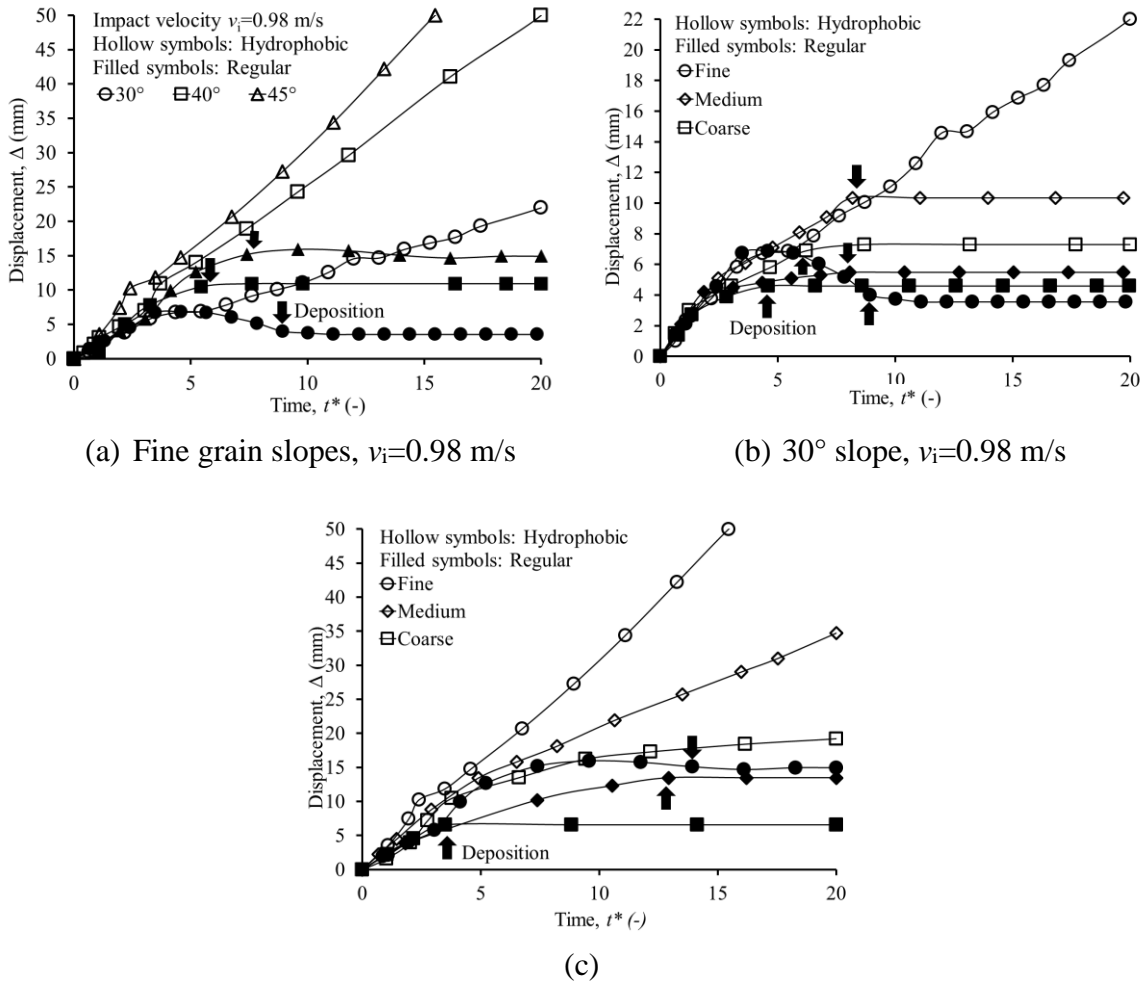 Impact velocity vᵢ=0.98 m/s
Hollow symbols: Hydrophobic
Filled symbols: Regular
30° 40° 45°
50
45
40
35
30
25
20
15
10
5
0
Displacement, Δ (mm)
Deposition
0 5 10 15 20
Time, t* (-)
(a) Fine grain slopes, vᵢ=0.98 m/s
Hollow symbols: Hydrophobic
Filled symbols: Regular
Fine
Medium
Coarse
22
20
18
16
14
12
10
8
6
4
2
0
Displacement, Δ (mm)
Deposition
0 5 10 15 20
Time, t* (-)
(b) 30° slope, vᵢ=0.98 m/s
Hollow symbols: Hydrophobic
Filled symbols: Regular
Fine
Medium
Coarse
50
45
40
35
30
25
20
15
10
5
0
Displacement, Δ (mm)
Deposition
0 5 10 15 20
Time, t* (-)
(c)